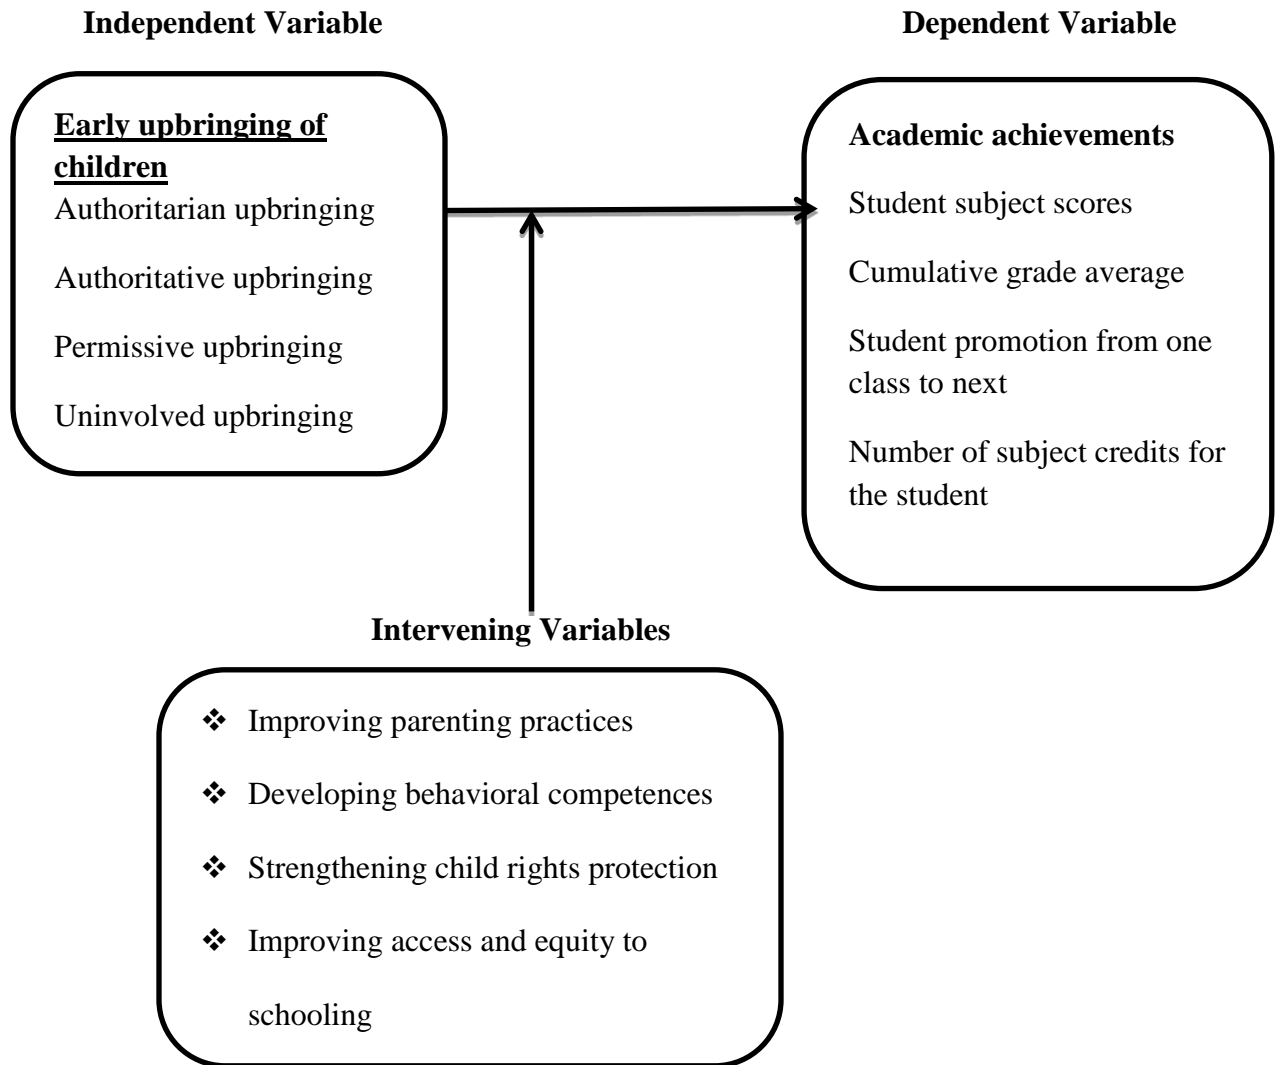 Independent Variable
Dependent Variable
Early upbringing of
children
Authoritarian upbringing
Authoritative upbringing
Permissive upbringing
Uninvolved upbringing
Academic achievements
Student subject scores
Cumulative grade average
Student promotion from one
class to next
Number of subject credits for
the student
Intervening Variables
❖ Improving parenting practices
❖ Developing behavioral competences
❖ Strengthening child rights protection
❖ Improving access and equity to
schooling